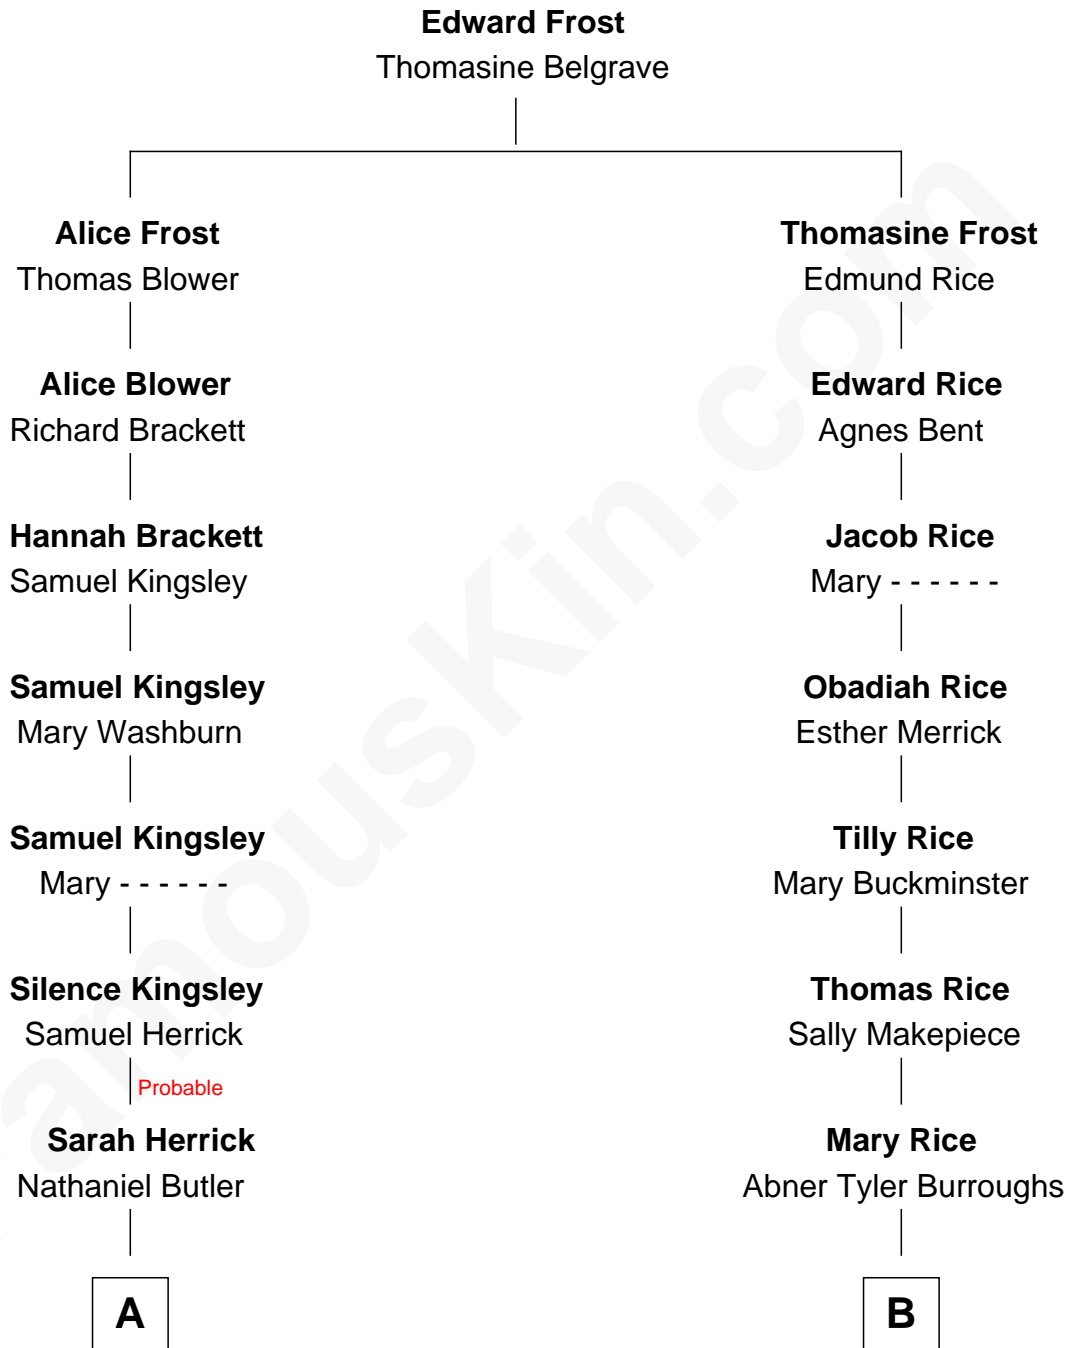 Edward Frost
Thomasine Belgrave
Alice Frost
Thomas Blower
Alice Blower
Richard Brackett
Hannah Brackett
Samuel Kingsley
Samuel Kingsley
Mary Washburn
Samuel Kingsley
Mary - - - - - -
Silence Kingsley
Samuel Herrick
Probable
Sarah Herrick
Nathaniel Butler
A
Thomasine Frost
Edmund Rice
Edward Rice
Agnes Bent
Jacob Rice
Mary - - - - - -
Obadiah Rice
Esther Merrick
Tilly Rice
Mary Buckminster
Thomas Rice
Sally Makepiece
Mary Rice
Abner Tyler Burroughs
B
amousKin.com